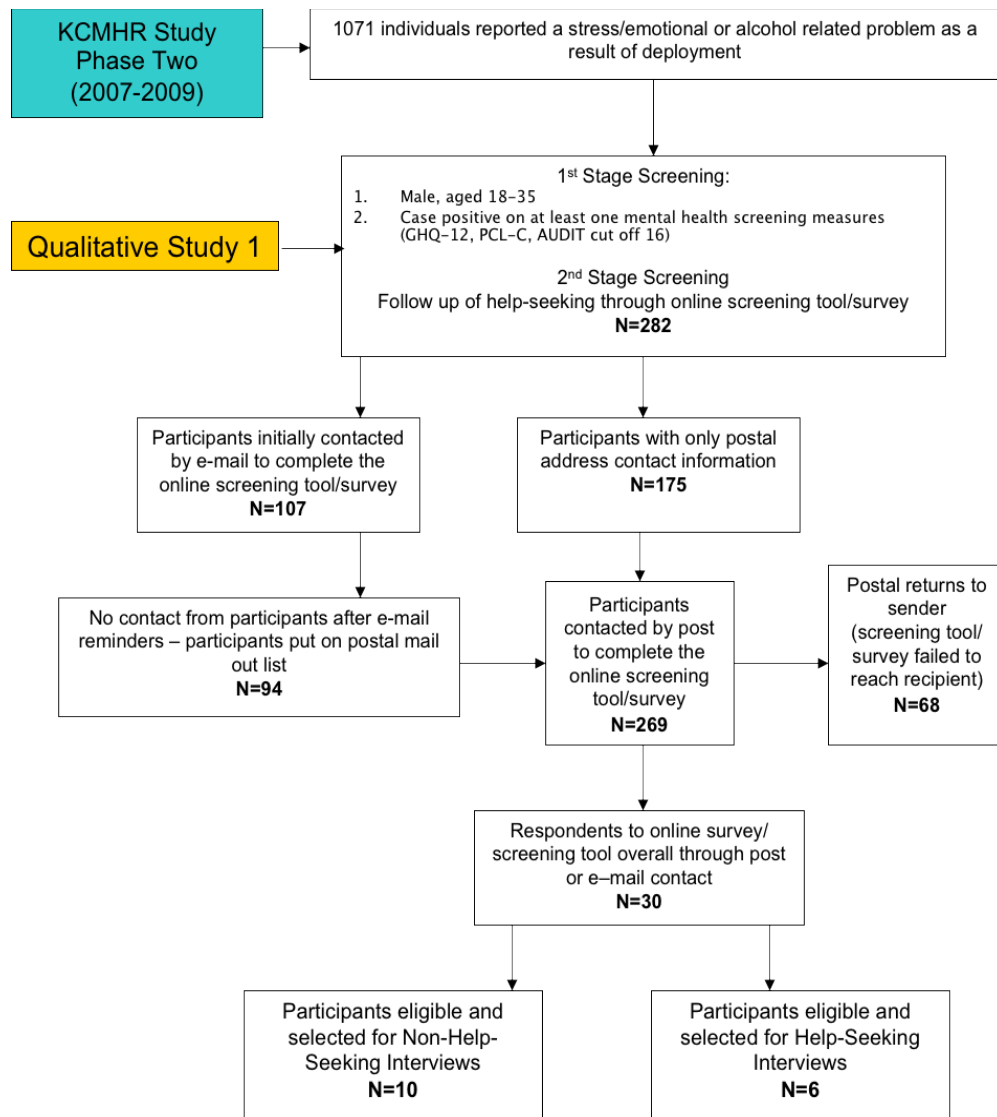 KCMHR Study
Phase Two
(2007-2009)
1071 individuals reported a stress/emotional or alcohol related problem as a
result of deployment
1st Stage Screening:
1. Male, aged 18–35
2. Case positive on at least one mental health screening measures
(GHQ–12, PCL–C, AUDIT cut off 16)
2nd Stage Screening
Follow up of help-seeking through online screening tool/survey
N=282
Qualitative Study 1
Participants initially contacted
by e-mail to complete the
online screening tool/survey
N=107
Participants with only postal
address contact information
N=175
No contact from participants after e-mail
reminders – participants put on postal mail
out list
N=94
Participants
contacted by post
to complete the
online screening
tool/survey
N=269
Postal returns to
sender
(screening tool/
survey failed to
reach recipient)
N=68
Respondents to online survey/
screening tool overall through post
or e–mail contact
N=30
Participants eligible and
selected for Non-Help-
Seeking Interviews
N=10
Participants eligible and
selected for Help-Seeking
Interviews
N=6